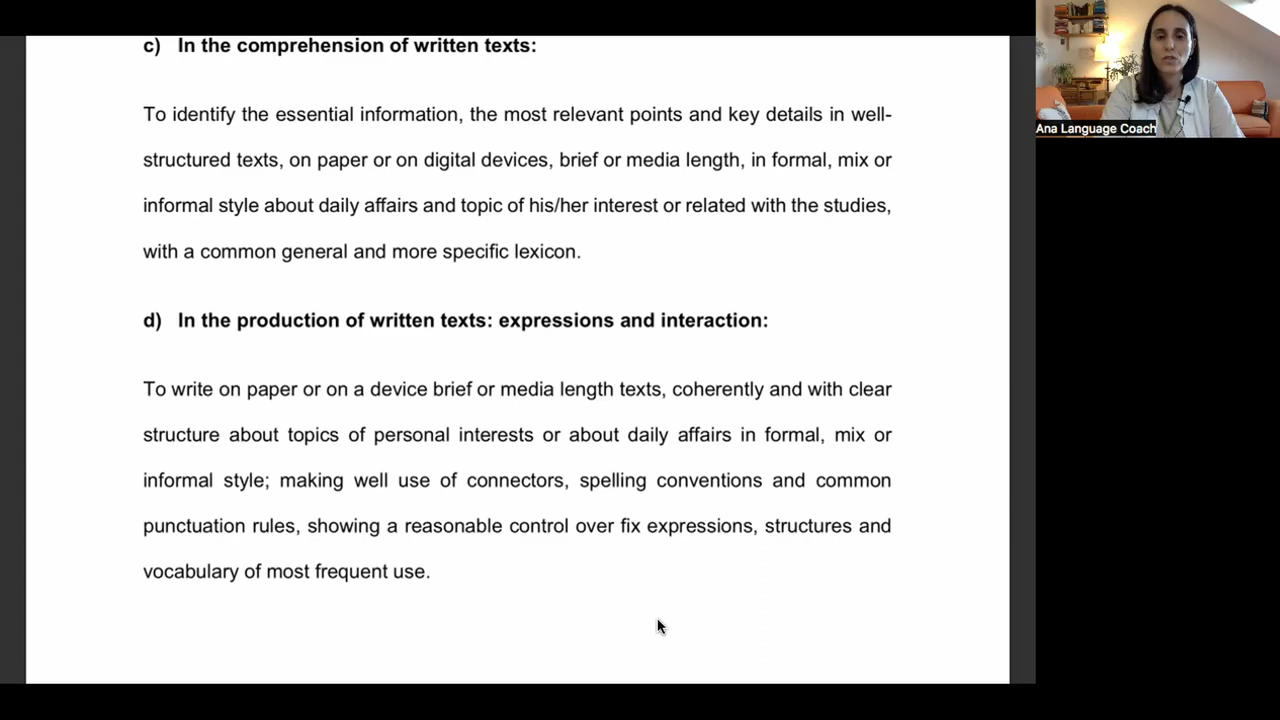 c) In the comprehension of written texts:
To identify the essential information, the most relevant points and key details in well-
structured texts, on paper or on digital devices, brief or media length, in formal, mix or
informal style about daily affairs and topic of his/her interest or related with the studies,
with a common general and more specific lexicon.
d) In the production of written texts: expressions and interaction:
To write on paper or on a device brief or media length texts, coherently and with clear
structure about topics of personal interests or about daily affairs in formal, mix or
informal style; making well use of connectors, spelling conventions and common
punctuation rules, showing a reasonable control over fix expressions, structures and
vocabulary of most frequent use.
Ana Language Coach